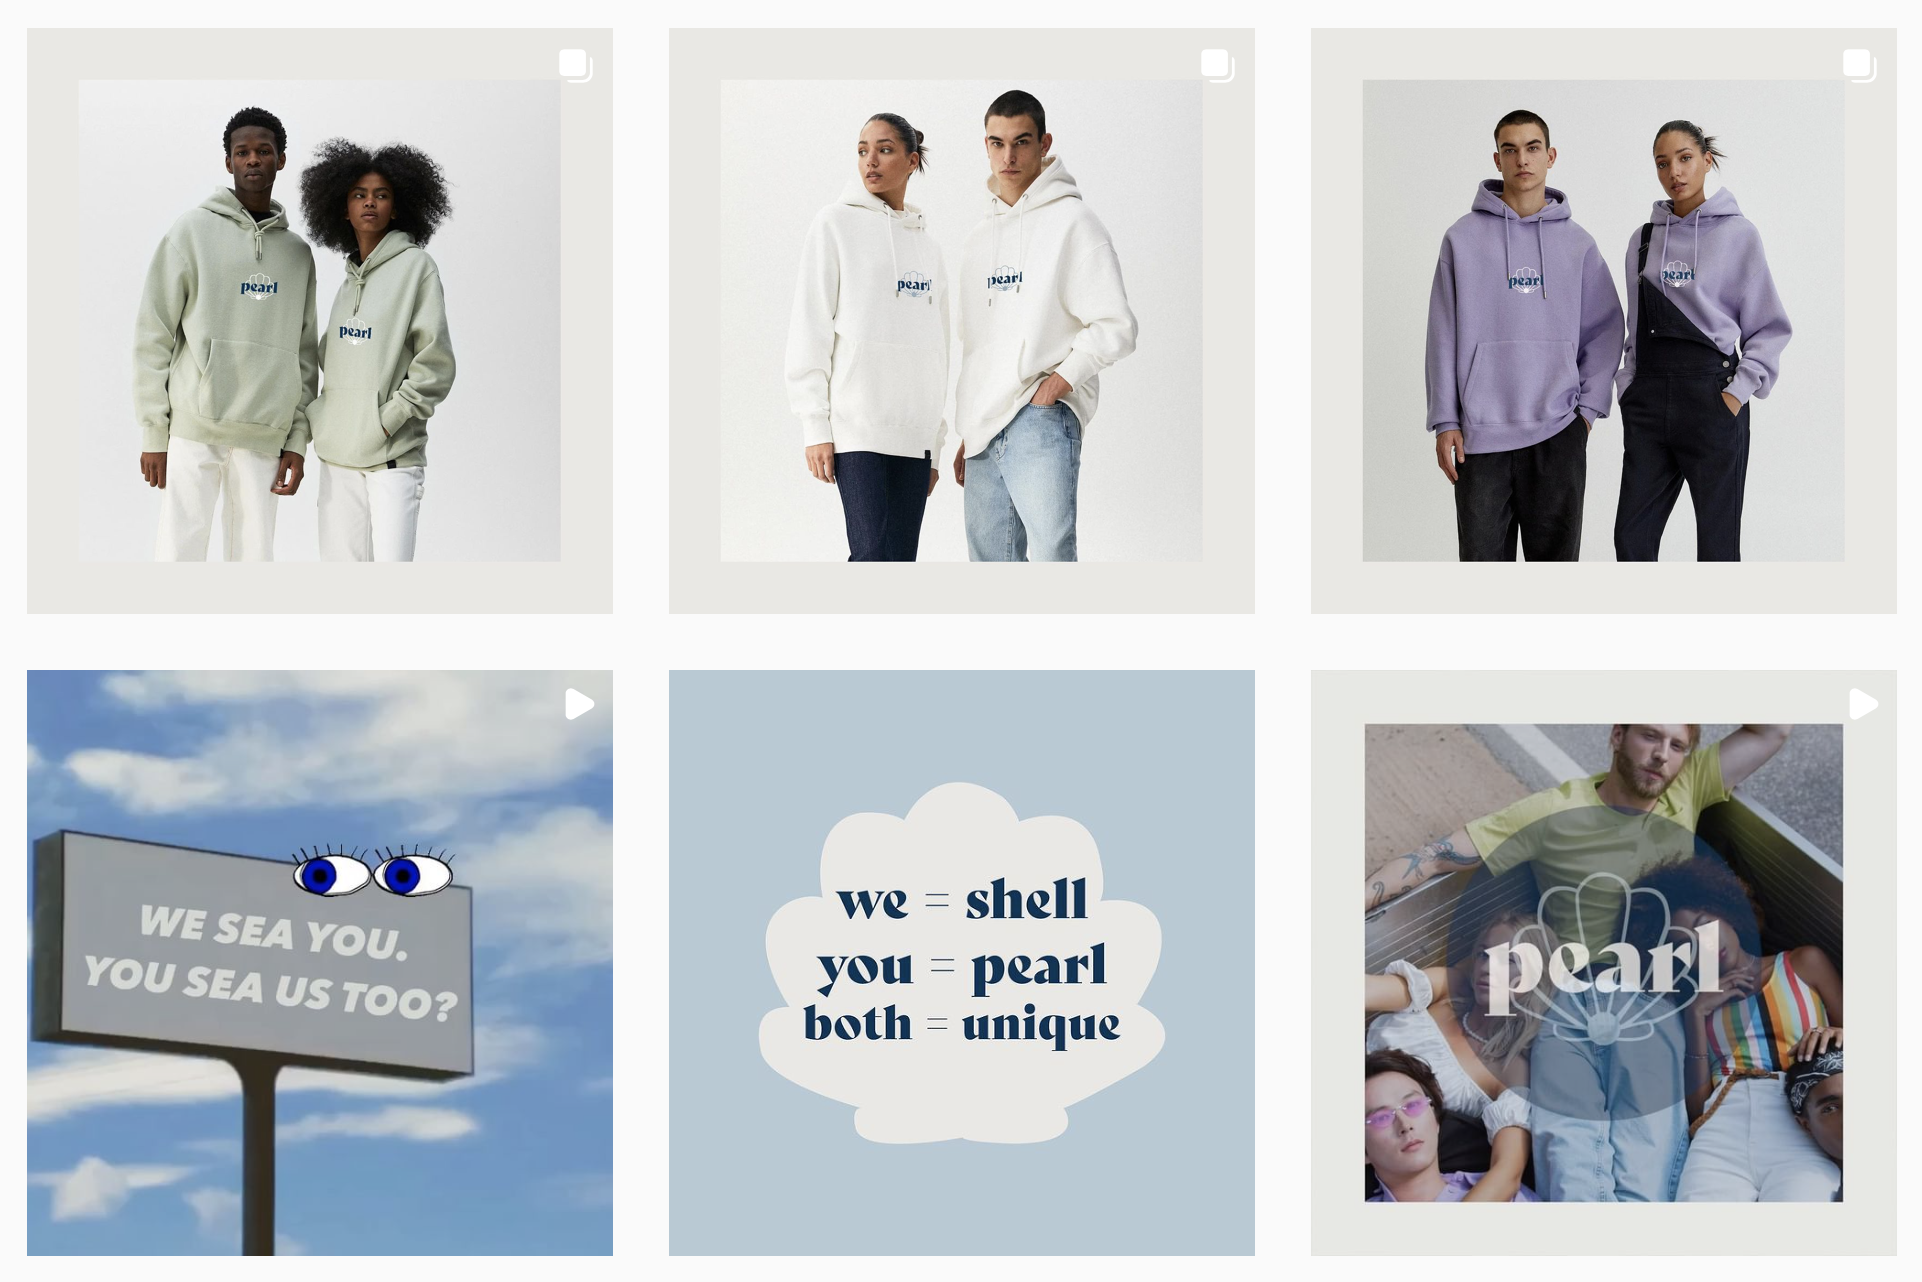 pearl
pearl
pearl
pearl
pearl
pearl
WE SEA YOU.
YOU SEA US TOO?
we = shell
you = pearl
both = unique
pearl